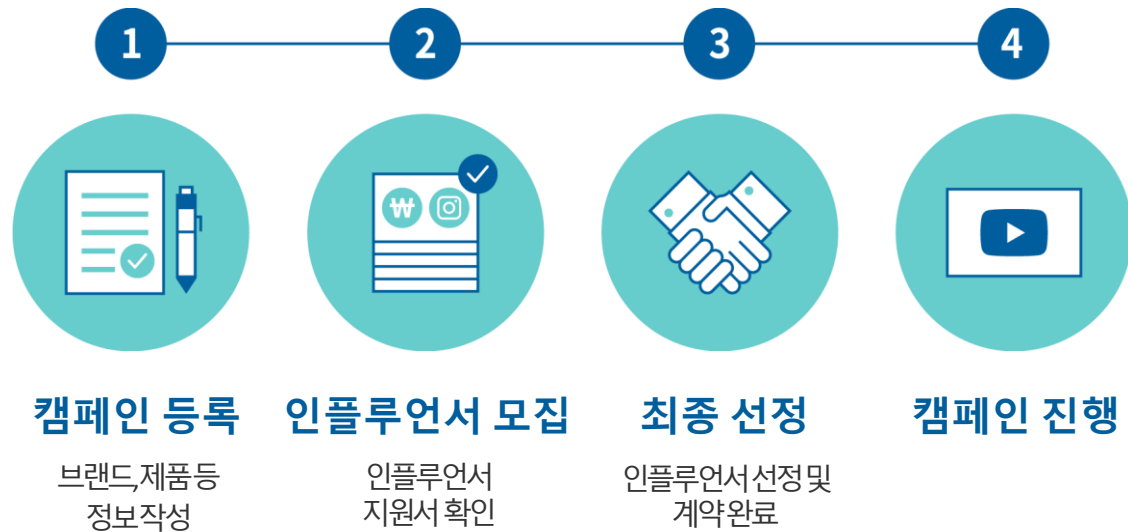 1
2
3
4
캠페인 등록
브랜드,제품 등
정보 작성
인플루언서 모집
인플루언서
지원서 확인
최종 선정
인플루언서 선정 및
계약 완료
캠페인 진행